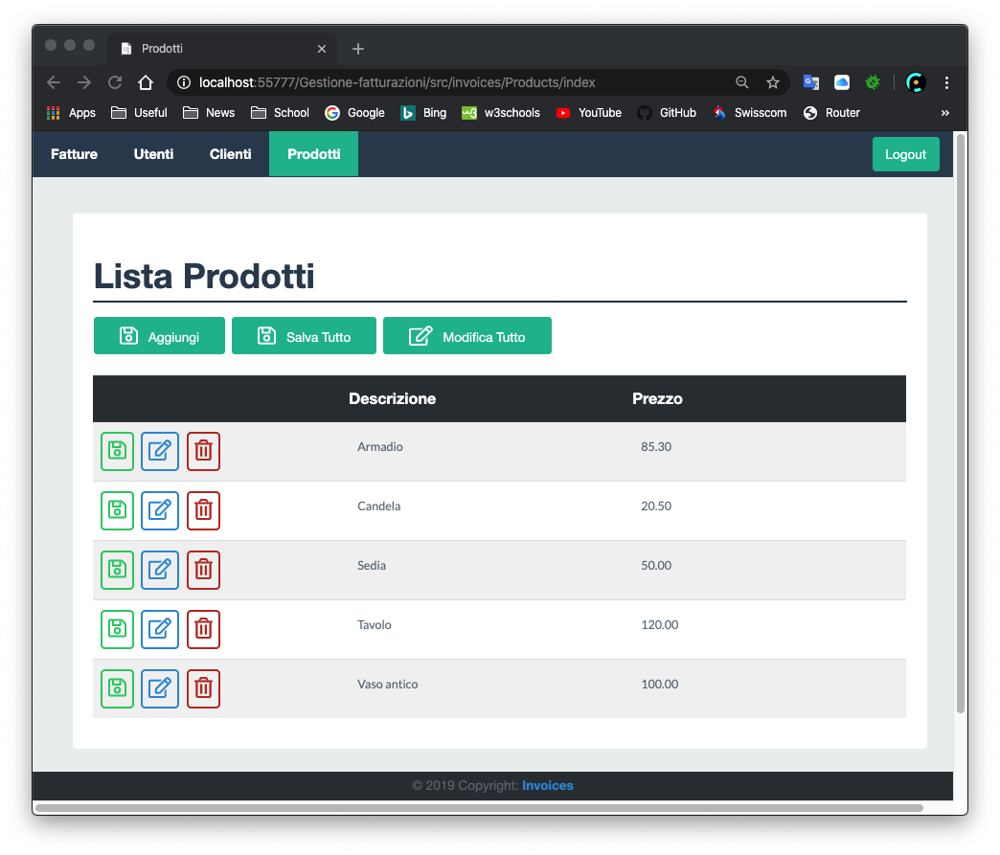 Prodotti
localhost:55777/Gestione-fatturazioni/src/invoices/Products/index
Apps Useful News School Google Bing w3schools YouTube GitHub Swisscom Router »
Fatture Utenti Clienti Prodotti Logout
Lista Prodotti
Aggiungi Salva Tutto Modifica Tutto
Descrizione Prezzo
Armadio 85.30
Candela 20.50
Sedia 50.00
Tavolo 120.00
Vaso antico 100.00
© 2019 Copyright: Invoices